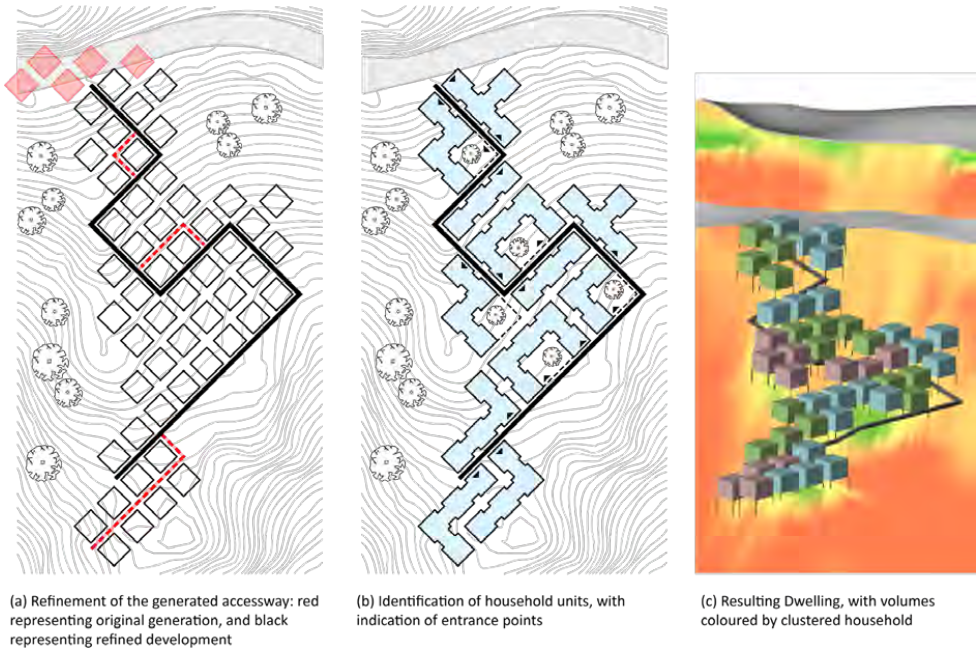 (a) Refinement of the generated accessway: red
representing original generation, and black
representing refined development
(b) Identification of household units, with
indication of entrance points
(c) Resulting Dwelling, with volumes
coloured by clustered household